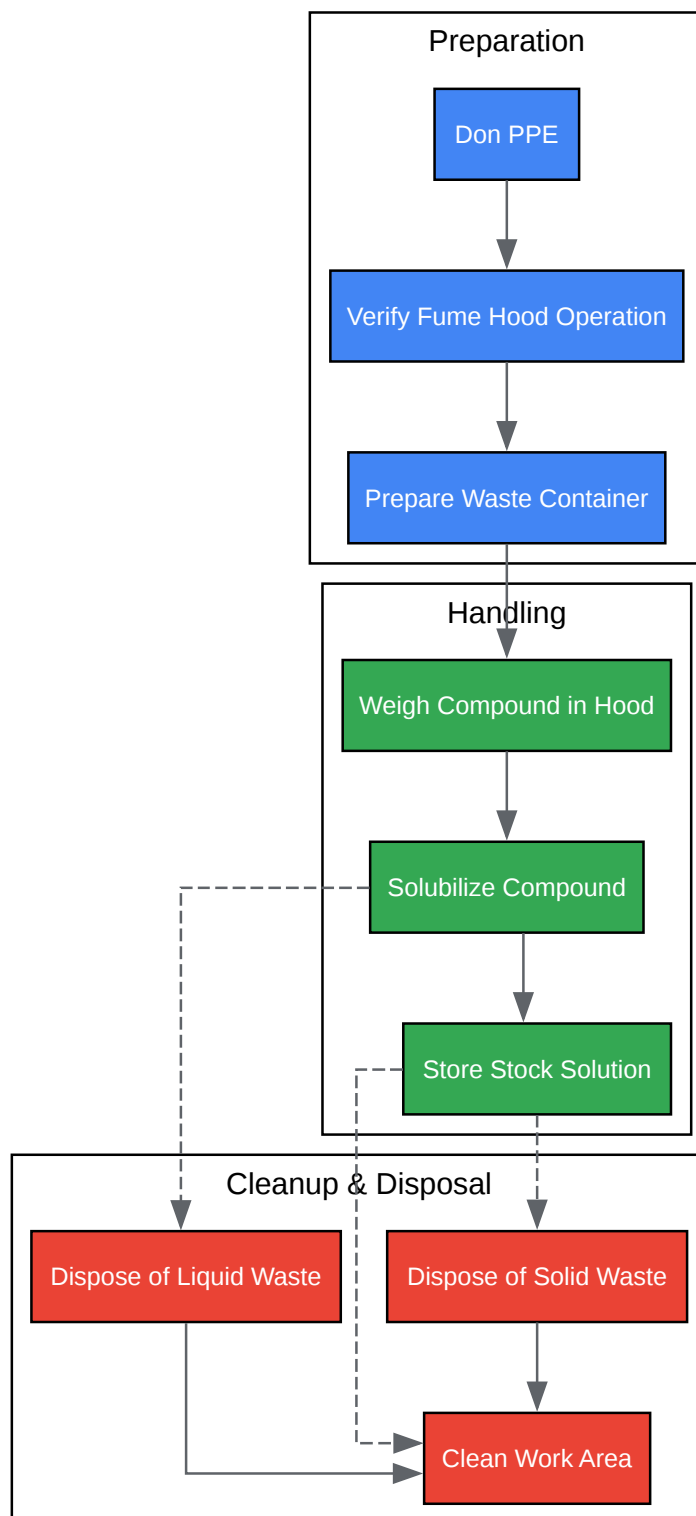 Preparation
Don PPE
Verify Fume Hood Operation
Prepare Waste Container
Handling
Weigh Compound in Hood
Solubilize Compound
Store Stock Solution
Cleanup & Disposal
Dispose of Liquid Waste
Dispose of Solid Waste
Clean Work Area